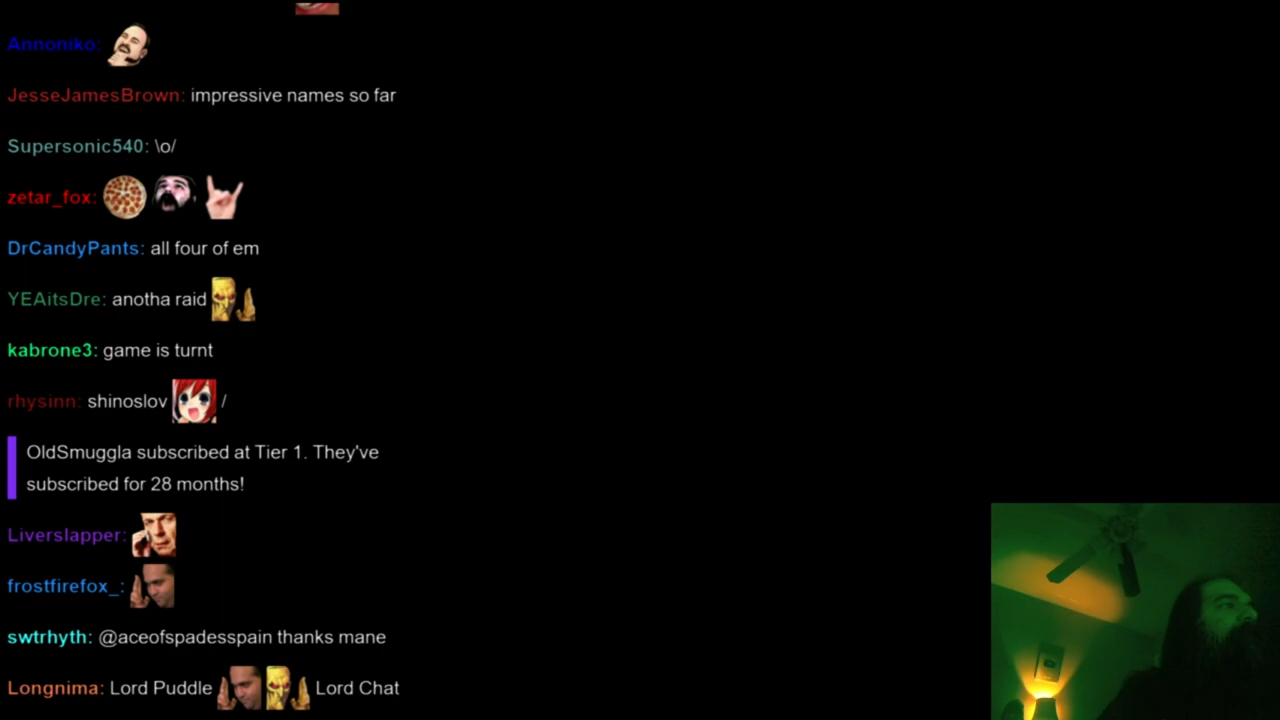 Annoniko:
JesseJamesBrown: impressive names so far
Supersonic540: \o/
zetar_fox:
DrCandyPants: all four of em
YEAitsDre: anotha raid
kabrone3: game is turnt
rhysinn: shinoslov /
OldSmuggla subscribed at Tier 1. They've
subscribed for 28 months!
Liverslapper:
frostfirefox_:
swtrhyth: @aceofspadesspain thanks mane
Longnima: Lord Puddle Lord Chat